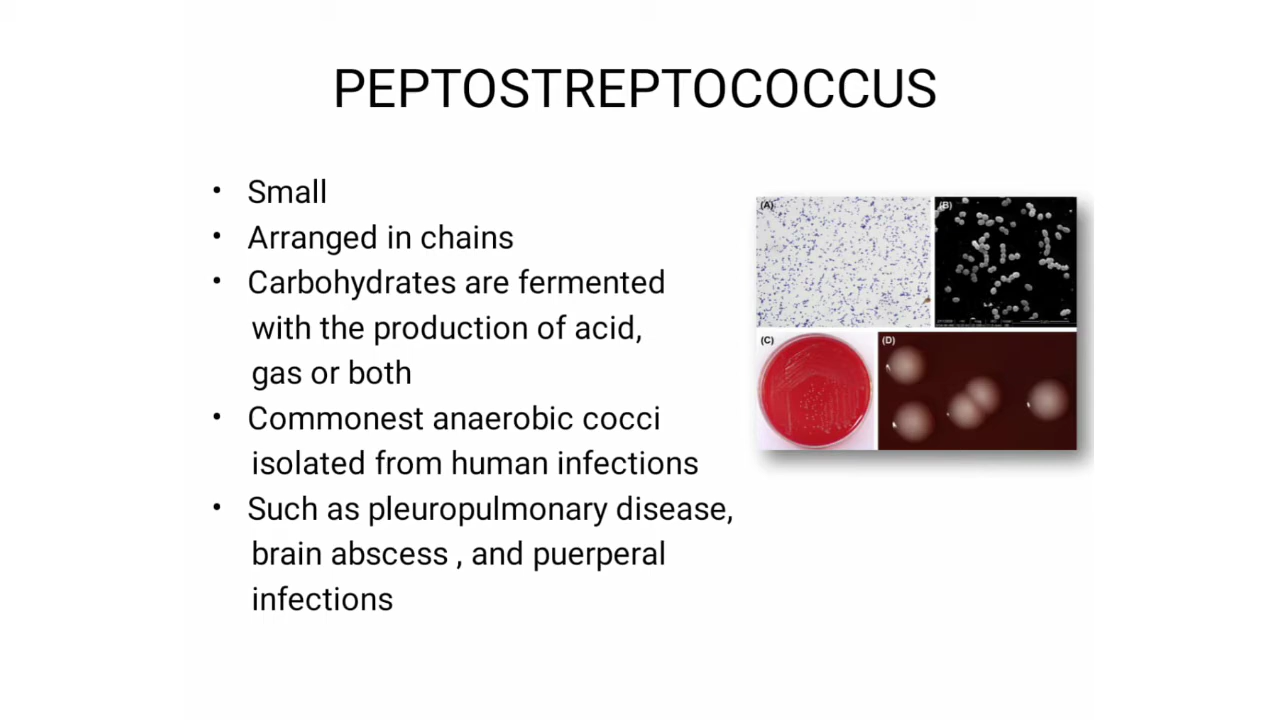 PEPTOSTREPTOCOCCUS
• Small
• Arranged in chains
• Carbohydrates are fermented
with the production of acid,
gas or both
• Commonest anaerobic cocci
isolated from human infections
• Such as pleuropulmonary disease,
brain abscess , and puerperal
infections
(A)
(B)
(C)
(D)